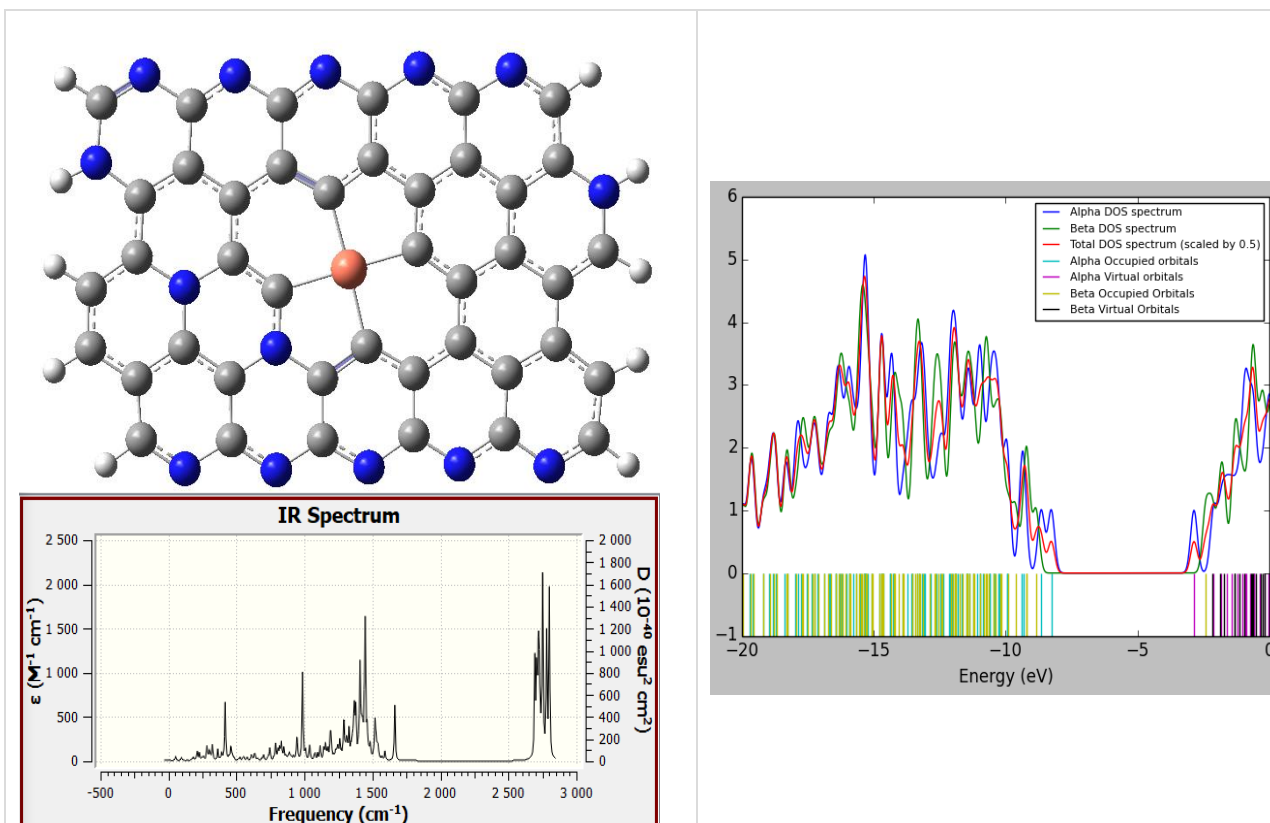 IR Spectrum
2 500
2 000
1 500
1 000
500
0
ε (M⁻¹ cm⁻¹)
2 000
1 800
1 600
1 400
1 200
1 000
800
600
400
200
0
D (10⁻⁴⁰ esu² cm²)
-500 0 500 1 000 1 500 2 000 2 500 3 000
Frequency (cm⁻¹)
6
5
4
3
2
1
0
−1
Alpha DOS spectrum
Beta DOS spectrum
Total DOS spectrum (scaled by 0.5)
Alpha Occupied orbitals
Alpha Virtual orbitals
Beta Occupied Orbitals
Beta Virtual Orbitals
−20 −15 −10 −5 0
Energy (eV)